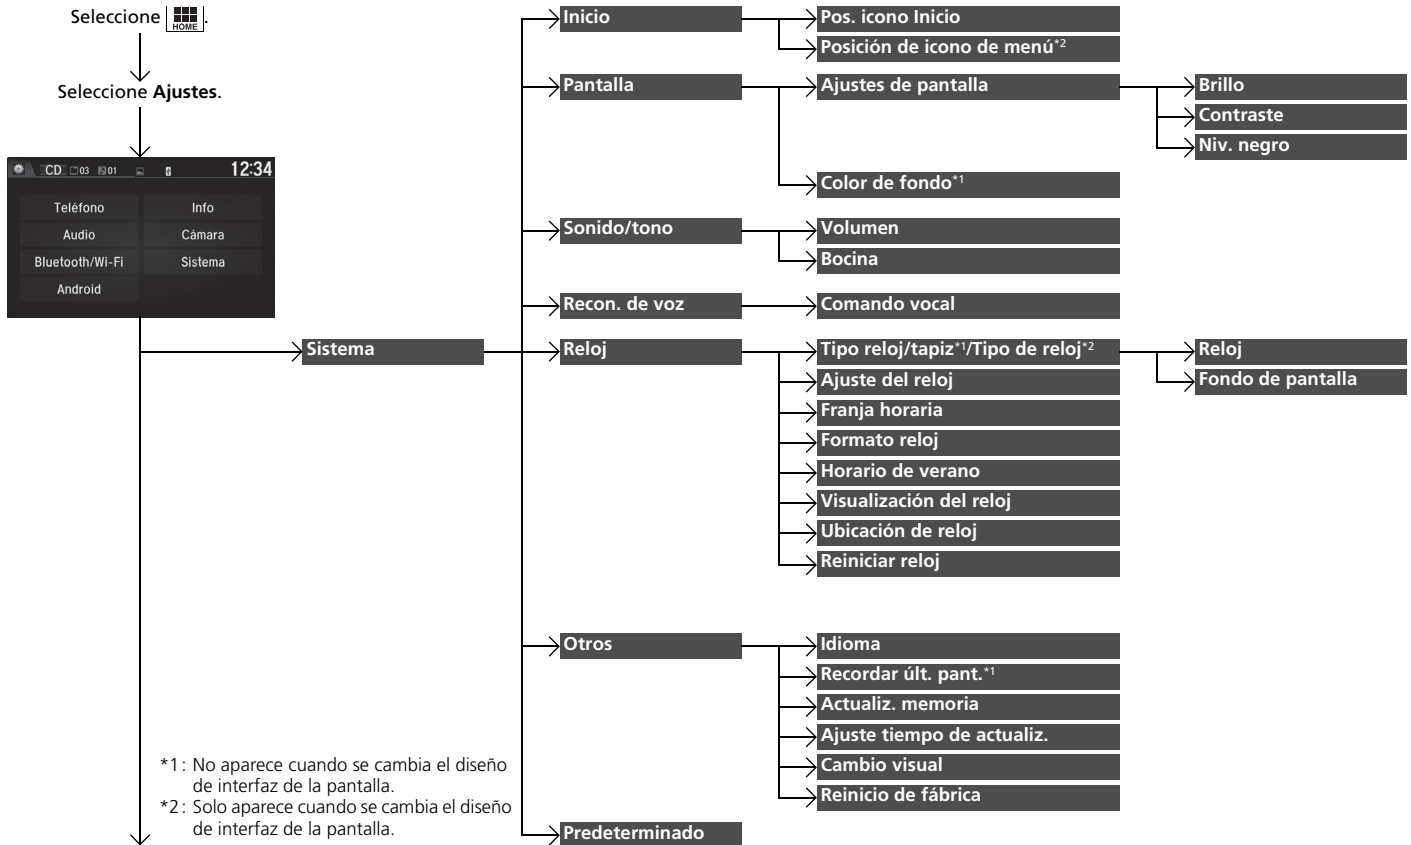 Seleccione HOME.
Seleccione Ajustes.
CD 03 01 12:34
Teléfono Info
Audio Cámara
Bluetooth/Wi-Fi Sistema
Android
Sistema
Inicio
Pos. icono Inicio
Posición de icono de menú*2
Pantalla
Ajustes de pantalla
Brillo
Contraste
Niv. negro
Color de fondo*1
Sonido/tono
Volumen
Bocina
Recon. de voz
Comando vocal
Reloj
Tipo reloj/tapiz*1/Tipo de reloj*2
Reloj
Fondo de pantalla
Ajuste del reloj
Franja horaria
Formato reloj
Horario de verano
Visualización del reloj
Ubicación de reloj
Reiniciar reloj
Otros
Idioma
Recordar últ. pant.*1
Actualiz. memoria
Ajuste tiempo de actualiz.
Cambio visual
Reinicio de fábrica
Predeterminado
*1: No aparece cuando se cambia el diseño
de interfaz de la pantalla.
*2: Solo aparece cuando se cambia el diseño
de interfaz de la pantalla.